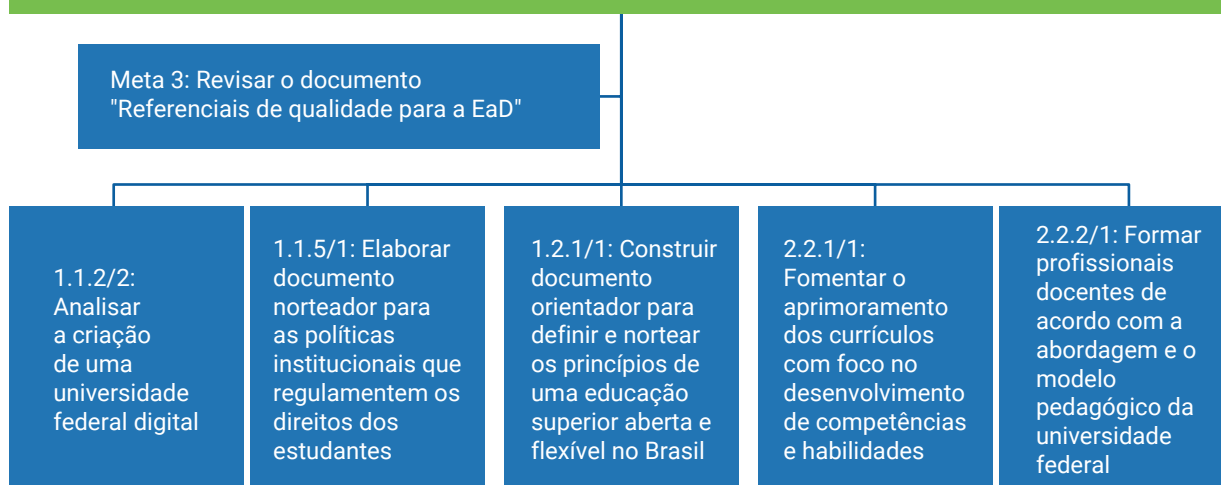 Meta 3: Revisar o documento
"Referenciais de qualidade para a EaD"
1.1.2/2:
Analisar
a criação
de uma
universidade
federal digital
1.1.5/1: Elaborar
documento
norteador para
as políticas
institucionais que
regulamentem os
direitos dos
estudantes
1.2.1/1: Construir
documento
orientador para
definir e nortear
os princípios de
uma educação
superior aberta e
flexível no Brasil
2.2.1/1:
Fomentar o
aprimoramento
dos currículos
com foco no
desenvolvimento
de competências
e habilidades
2.2.2/1: Formar
profissionais
docentes de
acordo com a
abordagem e o
modelo
pedagógico da
universidade
federal